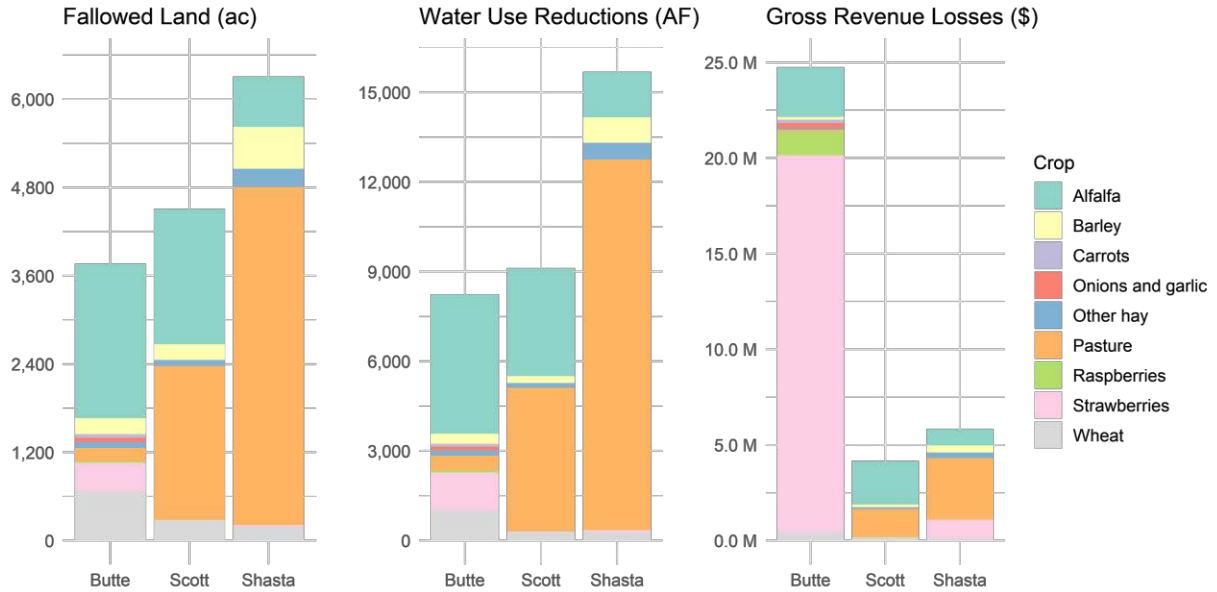 Fallowed Land (ac)
6,000
4,800
3,600
2,400
1,200
0
Butte Scott Shasta
Water Use Reductions (AF)
15,000
12,000
9,000
6,000
3,000
0
Butte Scott Shasta
Gross Revenue Losses ($)
25.0 M
20.0 M
15.0 M
10.0 M
5.0 M
0.0 M
Butte Scott Shasta
Crop
Alfalfa
Barley
Carrots
Onions and garlic
Other hay
Pasture
Raspberries
Strawberries
Wheat